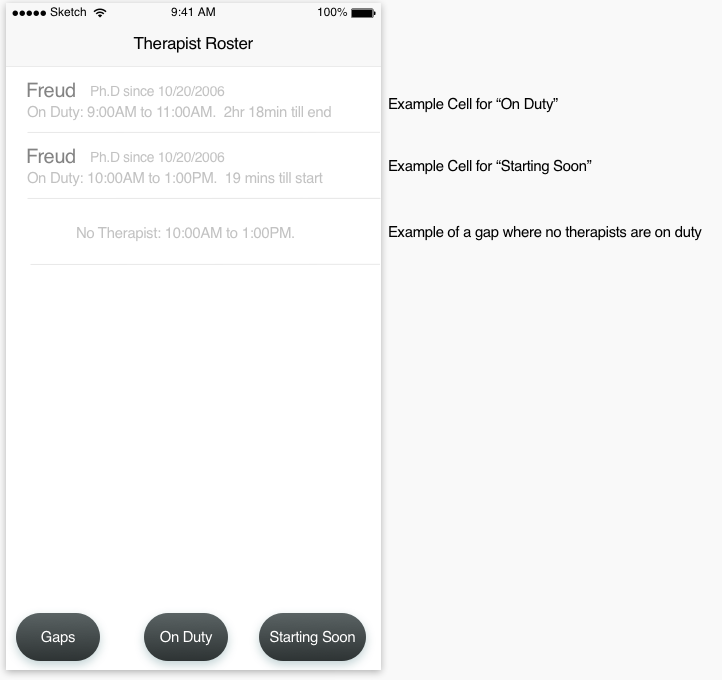 Sketch 9:41 AM 100%
Therapist Roster
Freud Ph.D since 10/20/2006
On Duty: 9:00AM to 11:00AM. 2hr 18min till end
Example Cell for “On Duty”
Freud Ph.D since 10/20/2006
On Duty: 10:00AM to 1:00PM. 19 mins till start
Example Cell for “Starting Soon”
No Therapist: 10:00AM to 1:00PM.
Example of a gap where no therapists are on duty
Gaps On Duty Starting Soon